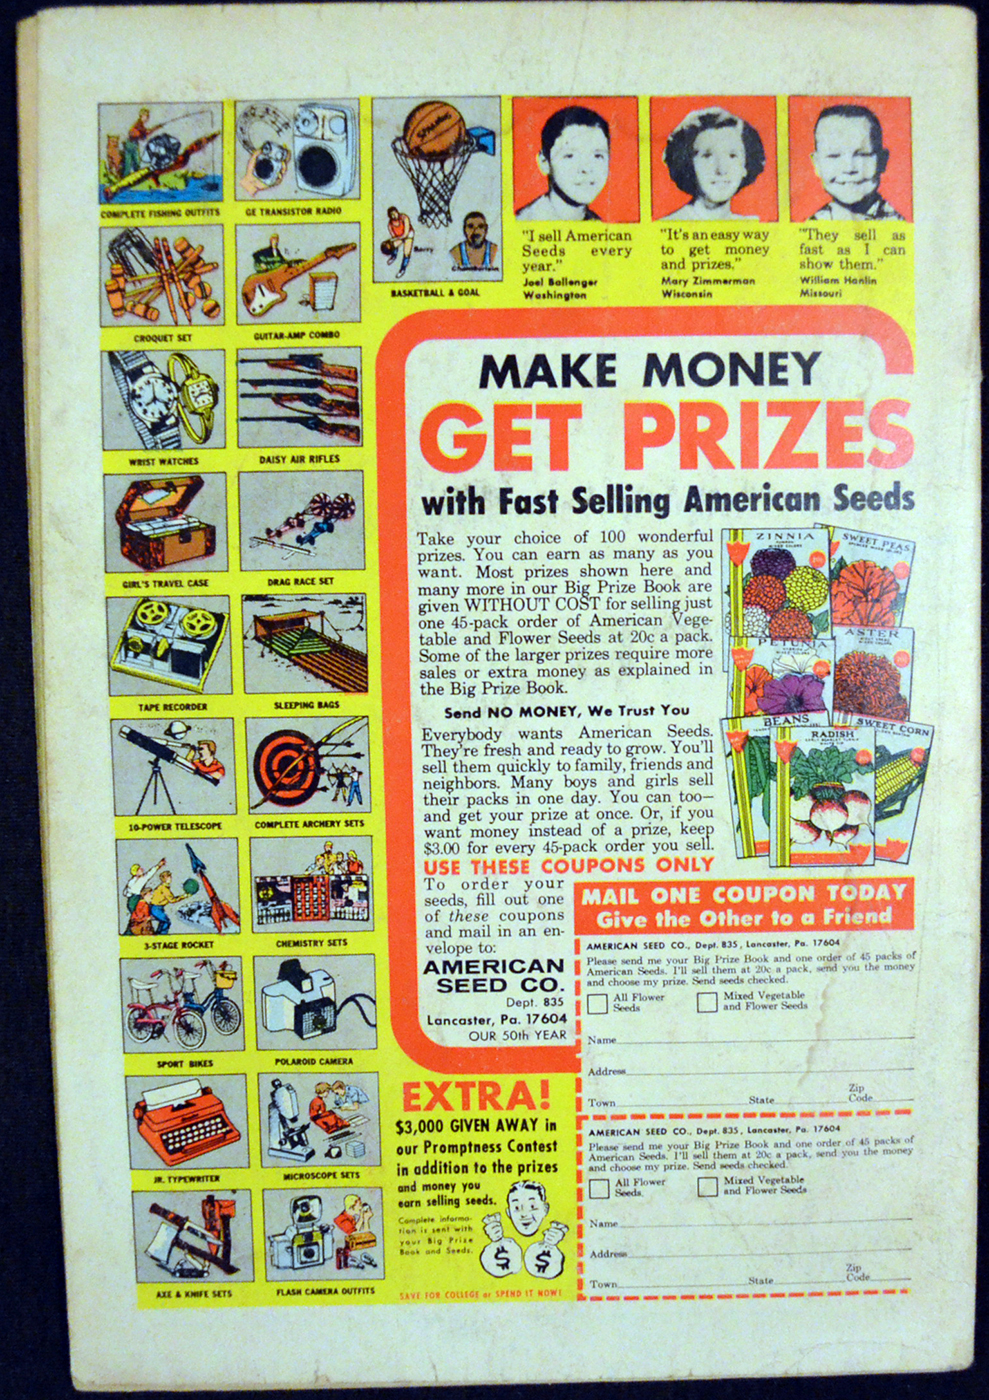 COMPLETE FISHING OUTFITS
GE TRANSISTOR RADIO
SPALDING
Barry
Chamberlain
BASKETBALL & GOAL
CROQUET SET
GUITAR-AMP COMBO
WRIST WATCHES
DAISY AIR RIFLES
GIRL'S TRAVEL CASE
DRAG RACE SET
TAPE RECORDER
SLEEPING BAGS
10-POWER TELESCOPE
COMPLETE ARCHERY SETS
3-STAGE ROCKET
CHEMISTRY SETS
SPORT BIKES
POLAROID CAMERA
JR. TYPEWRITER
MICROSCOPE SETS
AXE & KNIFE SETS
FLASH CAMERA OUTFITS
"I sell American
Seeds every
year."
Joel Ballenger
Washington
"It's an easy way
to get money
and prizes."
Mary Zimmerman
Wisconsin
"They sell as
fast as I can
show them."
William Hanlin
Missouri
MAKE MONEY
GET PRIZES
with Fast Selling American Seeds
Take your choice of 100 wonderful
prizes. You can earn as many as you
want. Most prizes shown here and
many more in our Big Prize Book are
given WITHOUT COST for selling just
one 45-pack order of American Vege-
table and Flower Seeds at 20c a pack.
Some of the larger prizes require more
sales or extra money as explained in
the Big Prize Book.
Send NO MONEY, We Trust You
Everybody wants American Seeds.
They're fresh and ready to grow. You'll
sell them quickly to family, friends and
neighbors. Many boys and girls sell
their packs in one day. You can too—
and get your prize at once. Or, if you
want money instead of a prize, keep
$3.00 for every 45-pack order you sell.
USE THESE COUPONS ONLY
ZINNIA
SWEET PEAS
PETUNIA
ASTER
BEANS
RADISH
SWEET CORN
To order your
seeds, fill out one
of these coupons
and mail in an en-
velope to:
AMERICAN
SEED CO.
Dept. 835
Lancaster, Pa. 17604
OUR 50th YEAR
MAIL ONE COUPON TODAY
Give the Other to a Friend
AMERICAN SEED CO., Dept. 835, Lancaster, Pa. 17604
Please send me your Big Prize Book and one order of 45 packs of
American Seeds. I'll sell them at 20c a pack, send you the money
and choose my prize. Send seeds checked.
All Flower
Seeds
Mixed Vegetable
and Flower Seeds
Name
Address
Town State Zip Code
AMERICAN SEED CO., Dept. 835, Lancaster, Pa. 17604
Please send me your Big Prize Book and one order of 45 packs of
American Seeds. I'll sell them at 20c a pack, send you the money
and choose my prize. Send seeds checked.
All Flower
Seeds.
Mixed Vegetable
and Flower Seeds
Name
Address
Town State Zip Code
EXTRA!
$3,000 GIVEN AWAY in
our Promptness Contest
in addition to the prizes
and money you
earn selling seeds.
Complete informa-
tion is sent with
your Big Prize
Book and Seeds.
$ $
SAVE FOR COLLEGE or SPEND IT NOW!